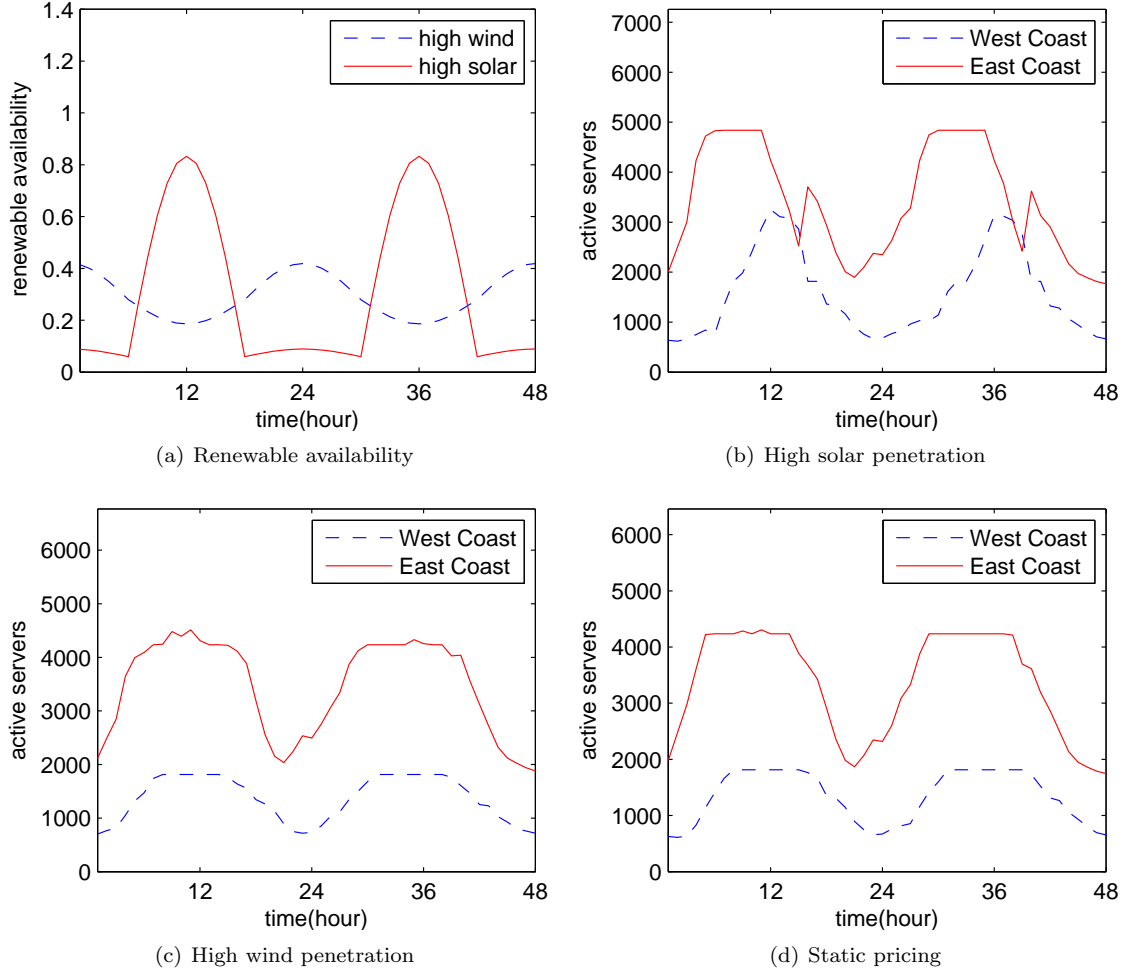 1.4
1.2
1
0.8
0.6
0.4
0.2
0
renewable availability
high wind
high solar
12
24
36
48
time(hour)
(a) Renewable availability
7000
6000
5000
4000
3000
2000
1000
0
active servers
West Coast
East Coast
12
24
36
48
time(hour)
(b) High solar penetration
6000
5000
4000
3000
2000
1000
0
active servers
West Coast
East Coast
12
24
36
48
time(hour)
(c) High wind penetration
6000
5000
4000
3000
2000
1000
0
active servers
West Coast
East Coast
12
24
36
48
time(hour)
(d) Static pricing